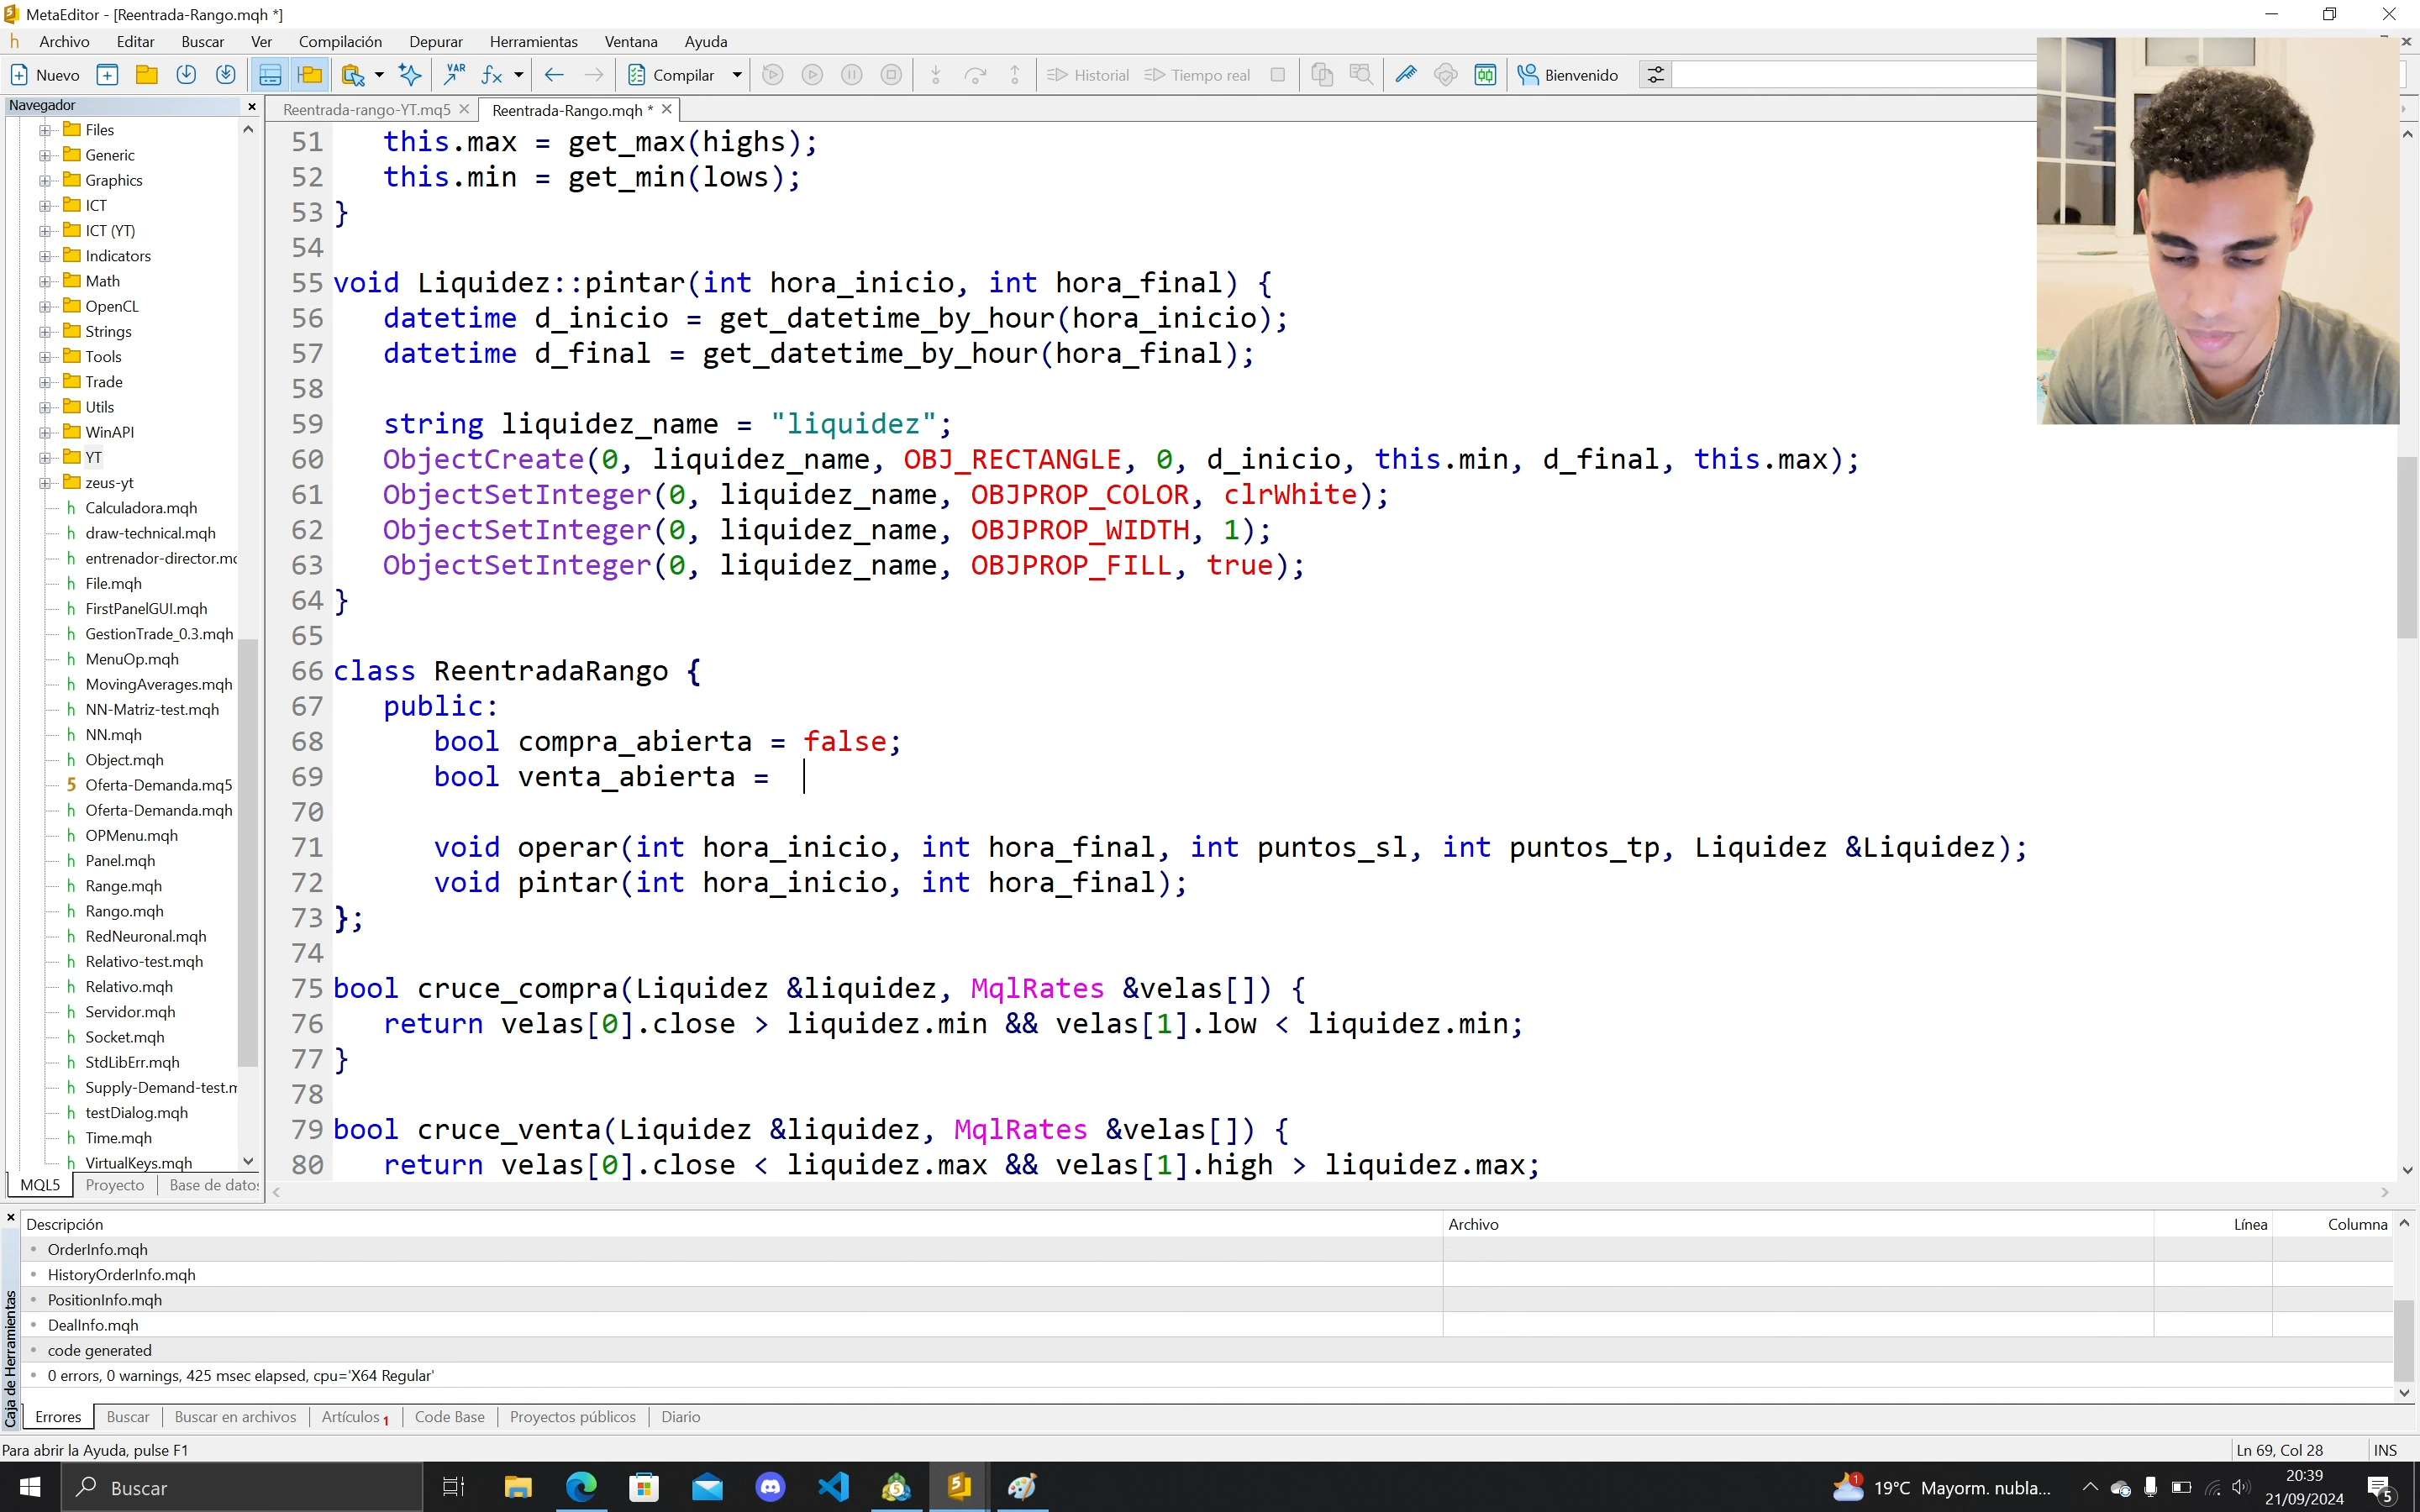 MetaEditor - [Reentrada-Rango.mqh *]
h Archivo Editar Buscar Ver Compilación Depurar Herramientas Ventana Ayuda
Nuevo VAR fx Compilar Historial Tiempo real Bienvenido
Navegador
Reentrada-rango-YT.mq5 Reentrada-Rango.mqh *
Files
Generic
Graphics
ICT
ICT (YT)
Indicators
Math
OpenCL
Strings
Tools
Trade
Utils
WinAPI
YT
zeus-yt
h Calculadora.mqh
h draw-technical.mqh
h entrenador-director.mq
h File.mqh
h FirstPanelGUI.mqh
h GestionTrade_0.3.mqh
h MenuOp.mqh
h MovingAverages.mqh
h NN-Matriz-test.mqh
h NN.mqh
h Object.mqh
5 Oferta-Demanda.mq5
h Oferta-Demanda.mqh
h OPMenu.mqh
h Panel.mqh
h Range.mqh
h Rango.mqh
h RedNeuronal.mqh
h Relativo-test.mqh
h Relativo.mqh
h Servidor.mqh
h Socket.mqh
h StdLibErr.mqh
h Supply-Demand-test.m
h testDialog.mqh
h Time.mqh
h VirtualKeys.mqh
MQL5 Proyecto Base de datos
51 this.max = get_max(highs);
52 this.min = get_min(lows);
53 }
54
55 void Liquidez::pintar(int hora_inicio, int hora_final) {
56 datetime d_inicio = get_datetime_by_hour(hora_inicio);
57 datetime d_final = get_datetime_by_hour(hora_final);
58
59 string liquidez_name = "liquidez";
60 ObjectCreate(0, liquidez_name, OBJ_RECTANGLE, 0, d_inicio, this.min, d_final, this.max);
61 ObjectSetInteger(0, liquidez_name, OBJPROP_COLOR, clrWhite);
62 ObjectSetInteger(0, liquidez_name, OBJPROP_WIDTH, 1);
63 ObjectSetInteger(0, liquidez_name, OBJPROP_FILL, true);
64 }
65
66 class ReentradaRango {
67 public:
68 bool compra_abierta = false;
69 bool venta_abierta =
70
71 void operar(int hora_inicio, int hora_final, int puntos_sl, int puntos_tp, Liquidez &Liquidez);
72 void pintar(int hora_inicio, int hora_final);
73 };
74
75 bool cruce_compra(Liquidez &liquidez, MqlRates &velas[]) {
76 return velas[0].close > liquidez.min && velas[1].low < liquidez.min;
77 }
78
79 bool cruce_venta(Liquidez &liquidez, MqlRates &velas[]) {
80 return velas[0].close < liquidez.max && velas[1].high > liquidez.max;
Caja de Herramientas
Descripción Archivo Línea Columna
OrderInfo.mqh
HistoryOrderInfo.mqh
PositionInfo.mqh
DealInfo.mqh
code generated
0 errors, 0 warnings, 425 msec elapsed, cpu='X64 Regular'
Errores Buscar Buscar en archivos Artículos 1 Code Base Proyectos públicos Diario
Para abrir la Ayuda, pulse F1 Ln 69, Col 28 INS
Buscar 1 19°C Mayorm. nubla... 20:39
21/09/2024 5